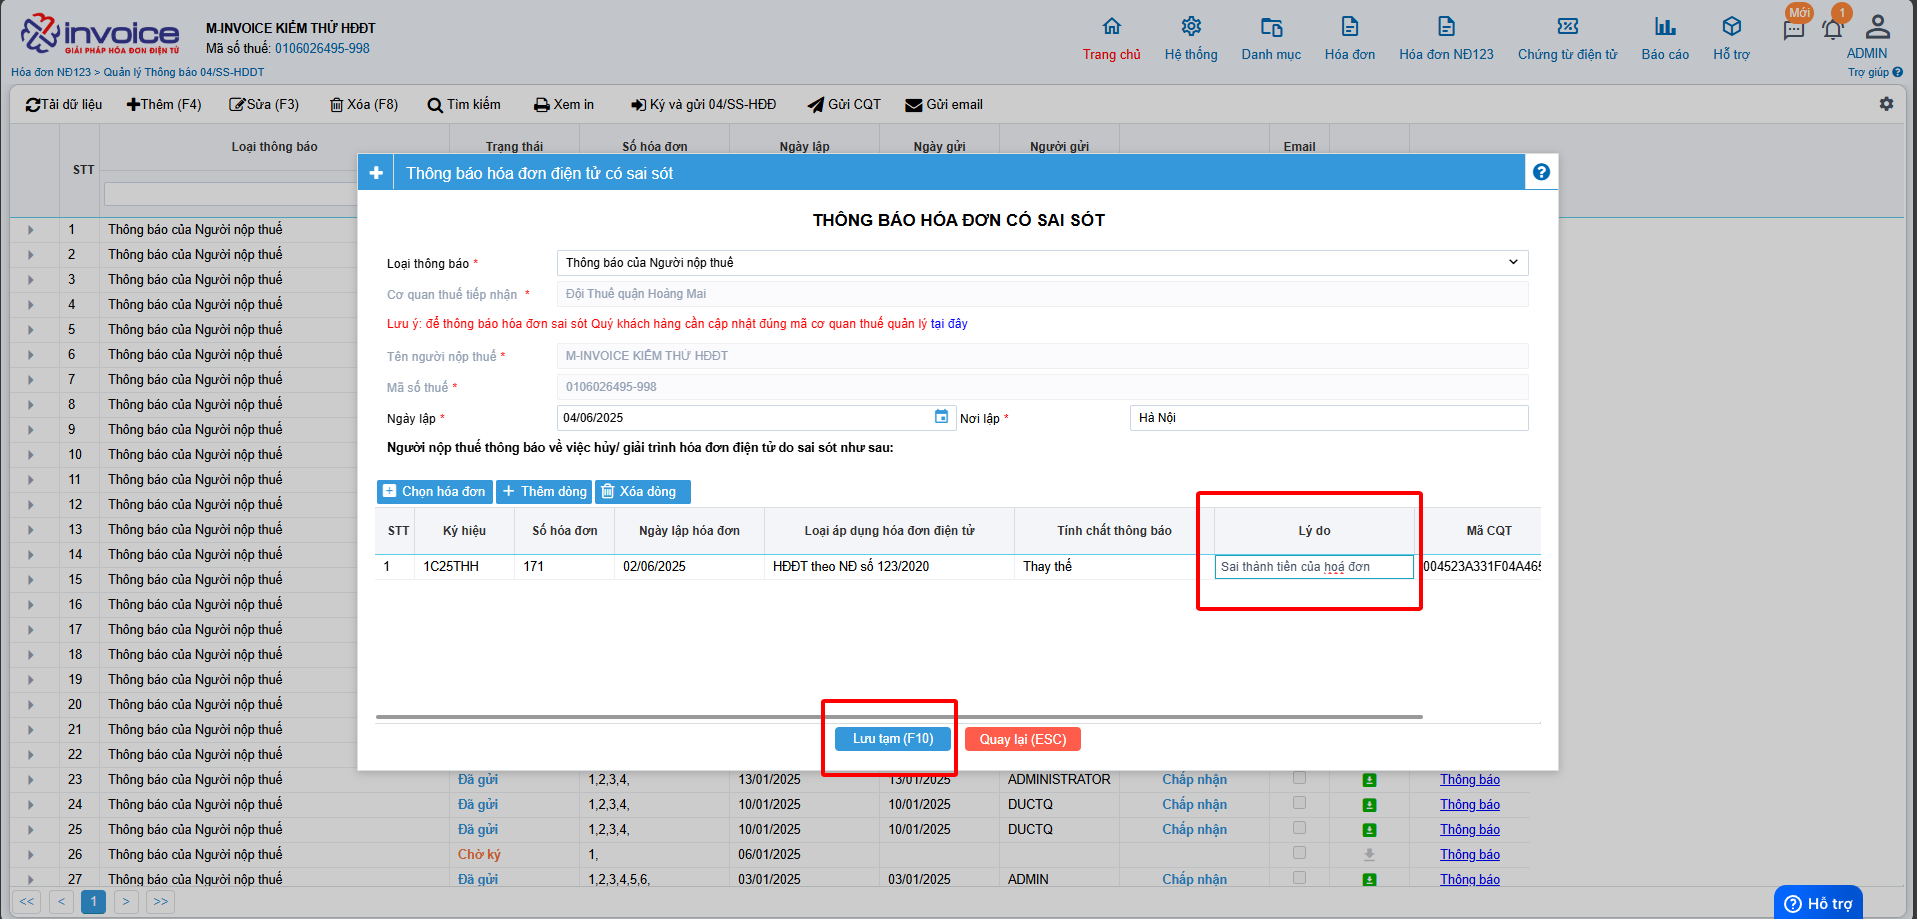 invoice
GIẢI PHÁP HÓA ĐƠN ĐIỆN TỬ
M-INVOICE KIỂM THỬ HĐĐT
Mã số thuế: 0106026495-998
Trang chủ
Hệ thống
Danh mục
Hóa đơn
Hóa đơn NĐ123
Chứng từ điện tử
Báo cáo
Hỗ trợ
Mới
1
ADMIN
Hóa đơn NĐ123 > Quản lý Thông báo 04/SS-HDDT
Trợ giúp
Tải dữ liệu Thêm (F4) Sửa (F3) Xóa (F8) Tìm kiếm Xem in Ký và gửi 04/SS-HĐĐ Gửi CQT Gửi email
STT Loại thông báo Trạng thái Số hóa đơn Ngày lập Ngày gửi Người gửi Email
Thông báo hóa đơn điện tử có sai sót
THÔNG BÁO HÓA ĐƠN CÓ SAI SÓT
Loại thông báo * Thông báo của Người nộp thuế
Cơ quan thuế tiếp nhận * Đội Thuế quận Hoàng Mai
Lưu ý: để thông báo hóa đơn sai sót Quý khách hàng cần cập nhật đúng mã cơ quan thuế quản lý tại đây
Tên người nộp thuế * M-INVOICE KIỂM THỬ HĐĐT
Mã số thuế * 0106026495-998
Ngày lập * 04/06/2025 Nơi lập * Hà Nội
Người nộp thuế thông báo về việc hủy/ giải trình hóa đơn điện tử do sai sót như sau:
Chọn hóa đơn Thêm dòng Xóa dòng
STT Ký hiệu Số hóa đơn Ngày lập hóa đơn Loại áp dụng hóa đơn điện tử Tính chất thông báo Lý do Mã CQT
1 1C25THH 171 02/06/2025 HĐĐT theo NĐ số 123/2020 Thay thế Sai thành tiền của hoá đơn 004523A331F04A465
Lưu tạm (F10) Quay lại (ESC)
1 Thông báo của Người nộp thuế
2 Thông báo của Người nộp thuế
3 Thông báo của Người nộp thuế
4 Thông báo của Người nộp thuế
5 Thông báo của Người nộp thuế
6 Thông báo của Người nộp thuế
7 Thông báo của Người nộp thuế
8 Thông báo của Người nộp thuế
9 Thông báo của Người nộp thuế
10 Thông báo của Người nộp thuế
11 Thông báo của Người nộp thuế
12 Thông báo của Người nộp thuế
13 Thông báo của Người nộp thuế
14 Thông báo của Người nộp thuế
15 Thông báo của Người nộp thuế
16 Thông báo của Người nộp thuế
17 Thông báo của Người nộp thuế
18 Thông báo của Người nộp thuế
19 Thông báo của Người nộp thuế
20 Thông báo của Người nộp thuế
21 Thông báo của Người nộp thuế
22 Thông báo của Người nộp thuế
23 Thông báo của Người nộp thuế Đã gửi 1,2,3,4, 13/01/2025 13/01/2025 ADMINISTRATOR Chấp nhận Thông báo
24 Thông báo của Người nộp thuế Đã gửi 1,2,3,4, 10/01/2025 10/01/2025 DUCTQ Chấp nhận Thông báo
25 Thông báo của Người nộp thuế Đã gửi 1,2,3,4, 10/01/2025 10/01/2025 DUCTQ Chấp nhận Thông báo
26 Thông báo của Người nộp thuế Chờ ký 1, 06/01/2025 Thông báo
27 Thông báo của Người nộp thuế Đã gửi 1,2,3,4,5,6, 03/01/2025 03/01/2025 ADMIN Chấp nhận Thông báo
<< < 1 > >>
Hỗ trợ